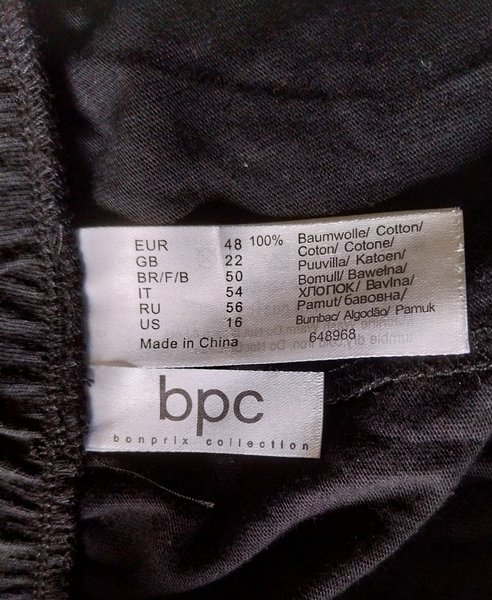 EUR 48 100% Baumwolle/ Cotton/
GB 22 Coton/ Cotone/
BR/F/B 50 Puuvilla/ Katoen/
IT 54 Bomull/ Bawełna/
RU 56 ХЛОПОК/ Bavlna/
US 16 Pamut/ бавовна/
Bumbac/ Algodão/ Pamuk
Made in China 648968
bpc
bonprix collection